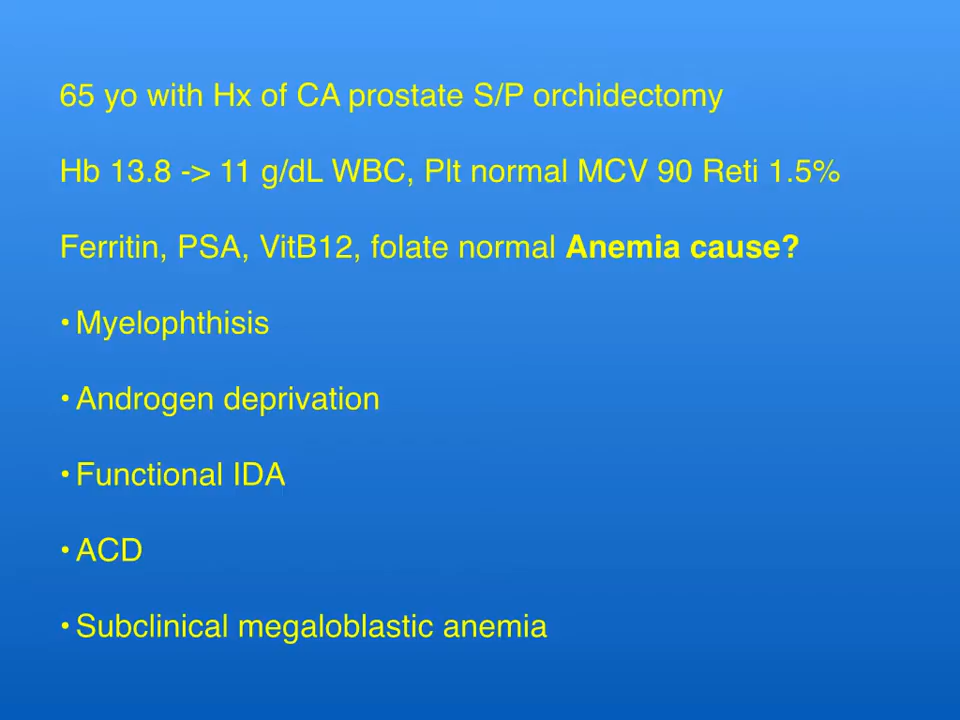 65 yo with Hx of CA prostate S/P orchidectomy
Hb 13.8 -> 11 g/dL WBC, Plt normal MCV 90 Reti 1.5%
Ferritin, PSA, VitB12, folate normal Anemia cause?
• Myelophthisis
• Androgen deprivation
• Functional IDA
• ACD
• Subclinical megaloblastic anemia